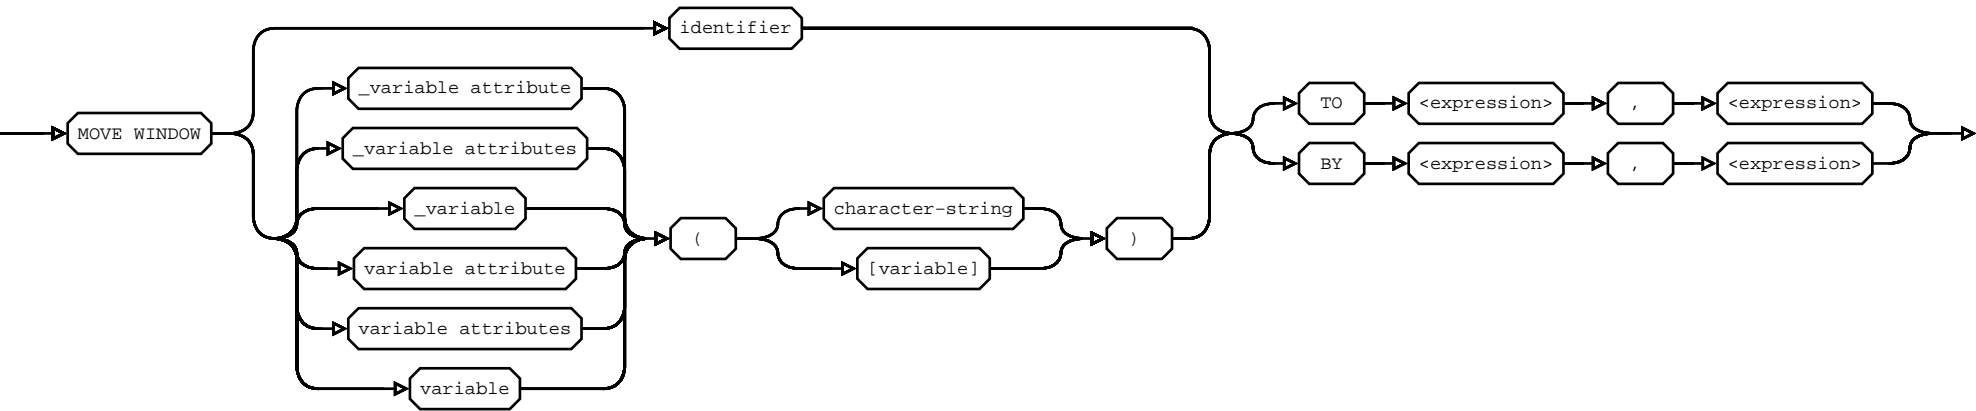 identifier
_variable attribute
TO <expression> , <expression>
MOVE WINDOW
_variable attributes
BY <expression> , <expression>
_variable
character-string
( )
variable attribute
[variable]
variable attributes
variable